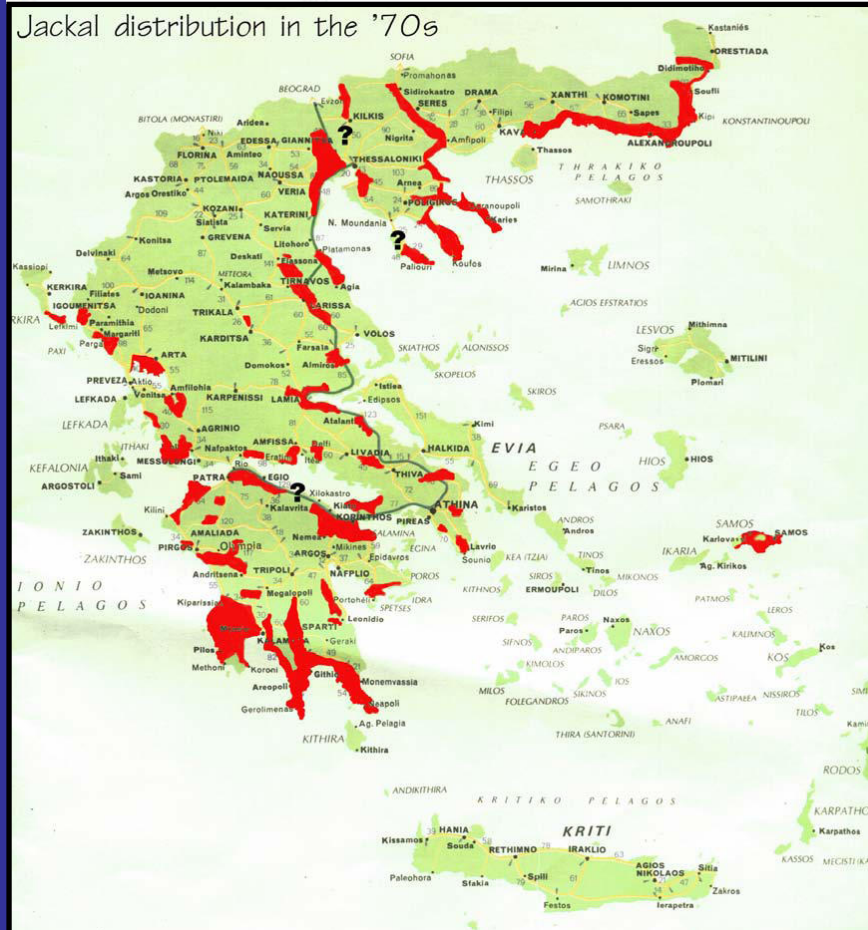 Jackal distribution in the '70s
Kastaniés
ORESTIADA
SOFIA
Promahonas
Didimotiho
BEOGRAD
Evzoni
Sidirokastro
SERES
DRAMA
XANTHI
KOMOTINI
Soufli
BITOLA (MONASTIRI)
Arides
KILKIS
?
Filipi
Sapes
Kipi
KONSTANTINOUPOLI
Niki
EDESSA
Nigrita
Amfipoli
ALEXANDROUPOLI
FLORINA
Aminteo
Thassos
THESSALONIKI
THRAKIKO
PELAGOS
KASTORIA
PTOLEMAIDA
NAOUSSA
Arnea
THASSOS
Argos Orestiko
VERIA
SAMOTHRAKI
KOZANI
Siatista
KATERINI
N. Moundania
Karies
GREVENA
Servia
?
Konitsa
Litohoro
Platamonas
Paliouri
Koufos
Delvinaki
Deskati
Elassona
Mirina
LIMNOS
Kassiopi
Metsovo
METEORA
KERKIRA
Filiates
IOANINA
Kalambaka
TIRNAVOS
Agia
IGOUMENITSA
Dodoni
LARISSA
AGIOS EFSTRATIOS
RKIRA
Lefkimi
Paramithia
TRIKALA
LESVOS
Mithimna
Margariti
KARDITSA
Farsala
VOLOS
Sigri
PAXI
Parga
SKIATHOS
ALONISSOS
Eressos
MITILINI
ARTA
Domokos
Almiros
SKOPELOS
Plomari
PREVEZA
Aktio
Amfilohia
Istiea
SKIROS
LEFKADA
Vonitsa
KARPENISSI
LAMIA
Edipsos
LEFKADA
AGRINIO
Atalanti
Kimi
PSARA
ITHAKI
AMFISSA
Delfi
EVIA
Ithaki
Nafpaktos
LIVADIA
HALKIDA
EGEO
HIOS
HIOS
KEFALONIA
Sami
MESSOLONGI
Rio
Itea
THIVA
PELAGOS
ARGOSTOLI
PATRA
EGIO
?
Xilokastro
Kilini
Kalavrita
ATHINA
Karistos
KORINTHOS
PIREAS
ANDROS
SAMOS
ZAKINTHOS
AMALIADA
Nemea
SALAMINA
Andros
Karlovasi
SAMOS
PIRGOS
Olympia
Mikines
EGINA
Lavrio
IKARIA
ZAKINTHOS
ARGOS
Epidavros
Sounio
KEA (TZIA)
TINOS
Ag. Kirikos
Andritsena
TRIPOLI
NAFPLIO
POROS
SIROS
Tinos
MIKONOS
IONIO
Megalopoli
IDRA
KITHNOS
ERMOUPOLI
DILOS
PATMOS
PELAGOS
Kiparissia
Portohéli
SPETSES
LEROS
Leonidio
SERIFOS
PAROS
Naxos
SPARTI
Paros
NAXOS
KALIMNOS
Pilos
KALAMATA
Geraki
SIFNOS
ANDIPAROS
Kos
Methoni
Koroni
Githio
KIMOLOS
AMORGOS
KOS
Areopoli
Monemvassia
MILOS
IOS
Gerolimenas
Neapoli
FOLEGANDROS
SIKINOS
ASTIPALEA
NISSIROS
TILOS
Ag. Pelagia
THIRA (SANTORINI)
ANAFI
KITHIRA
Kithira
RODOS
ANDIKITHIRA
KRITIKO PELAGOS
KARPATHO
Kissamos
HANIA
KRITI
Karpathos
Souda
RETHIMNO
IRAKLIO
AGIOS
NIKOLAOS
Sitia
KASSOS
Paleohora
Sfakia
Spili
Zakros
Festos
Ierapetra